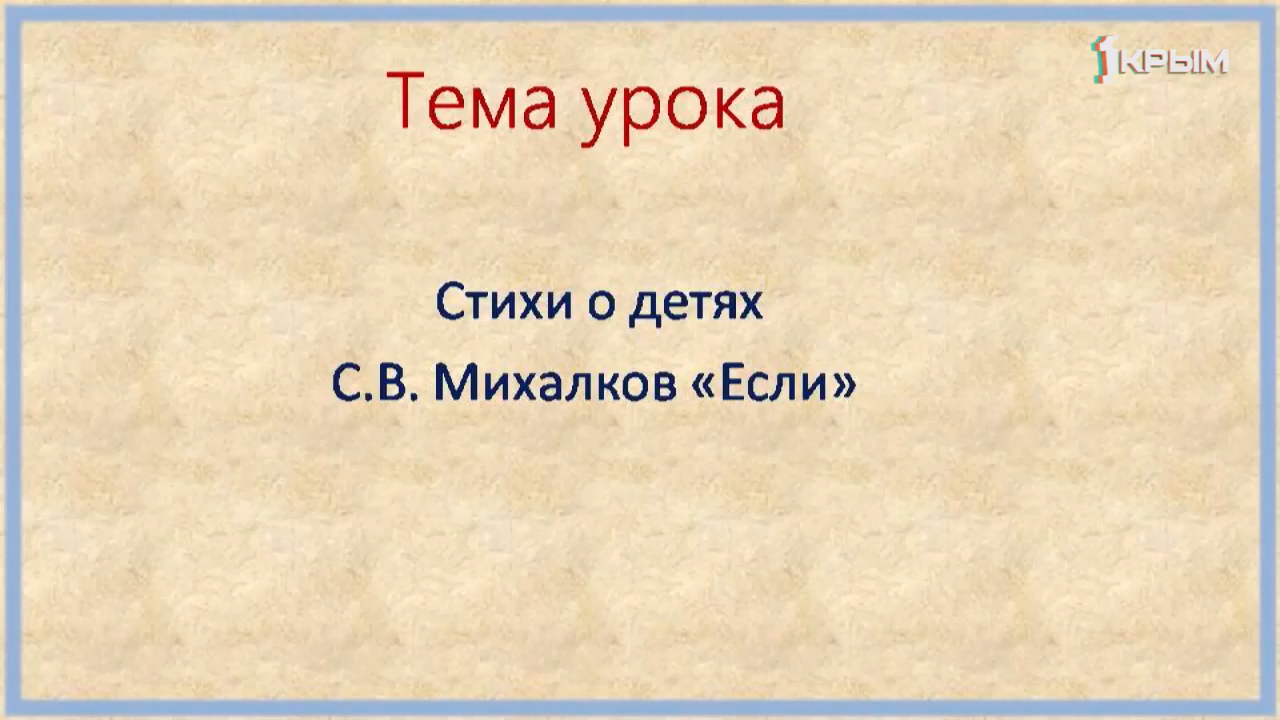 1КРЫМ
Тема урока
Стихи о детях
С.В. Михалков «Если»